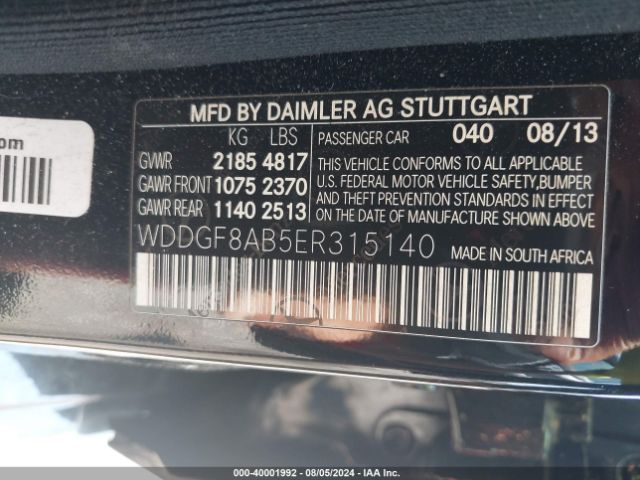 MFD BY DAIMLER AG STUTTGART
KG LBS
GVWR 2185 4817
GAWR FRONT 1075 2370
GAWR REAR 1140 2513
PASSENGER CAR 040 08/13
THIS VEHICLE CONFORMS TO ALL APPLICABLE
U.S. FEDERAL MOTOR VEHICLE SAFETY,BUMPER
AND THEFT PREVENTION STANDARDS IN EFFECT
ON THE DATE OF MANUFACTURE SHOWN ABOVE
WDDGF8AB5ER315140
MADE IN SOUTH AFRICA
om
000-40001992 - 08/05/2024 - IAA Inc.